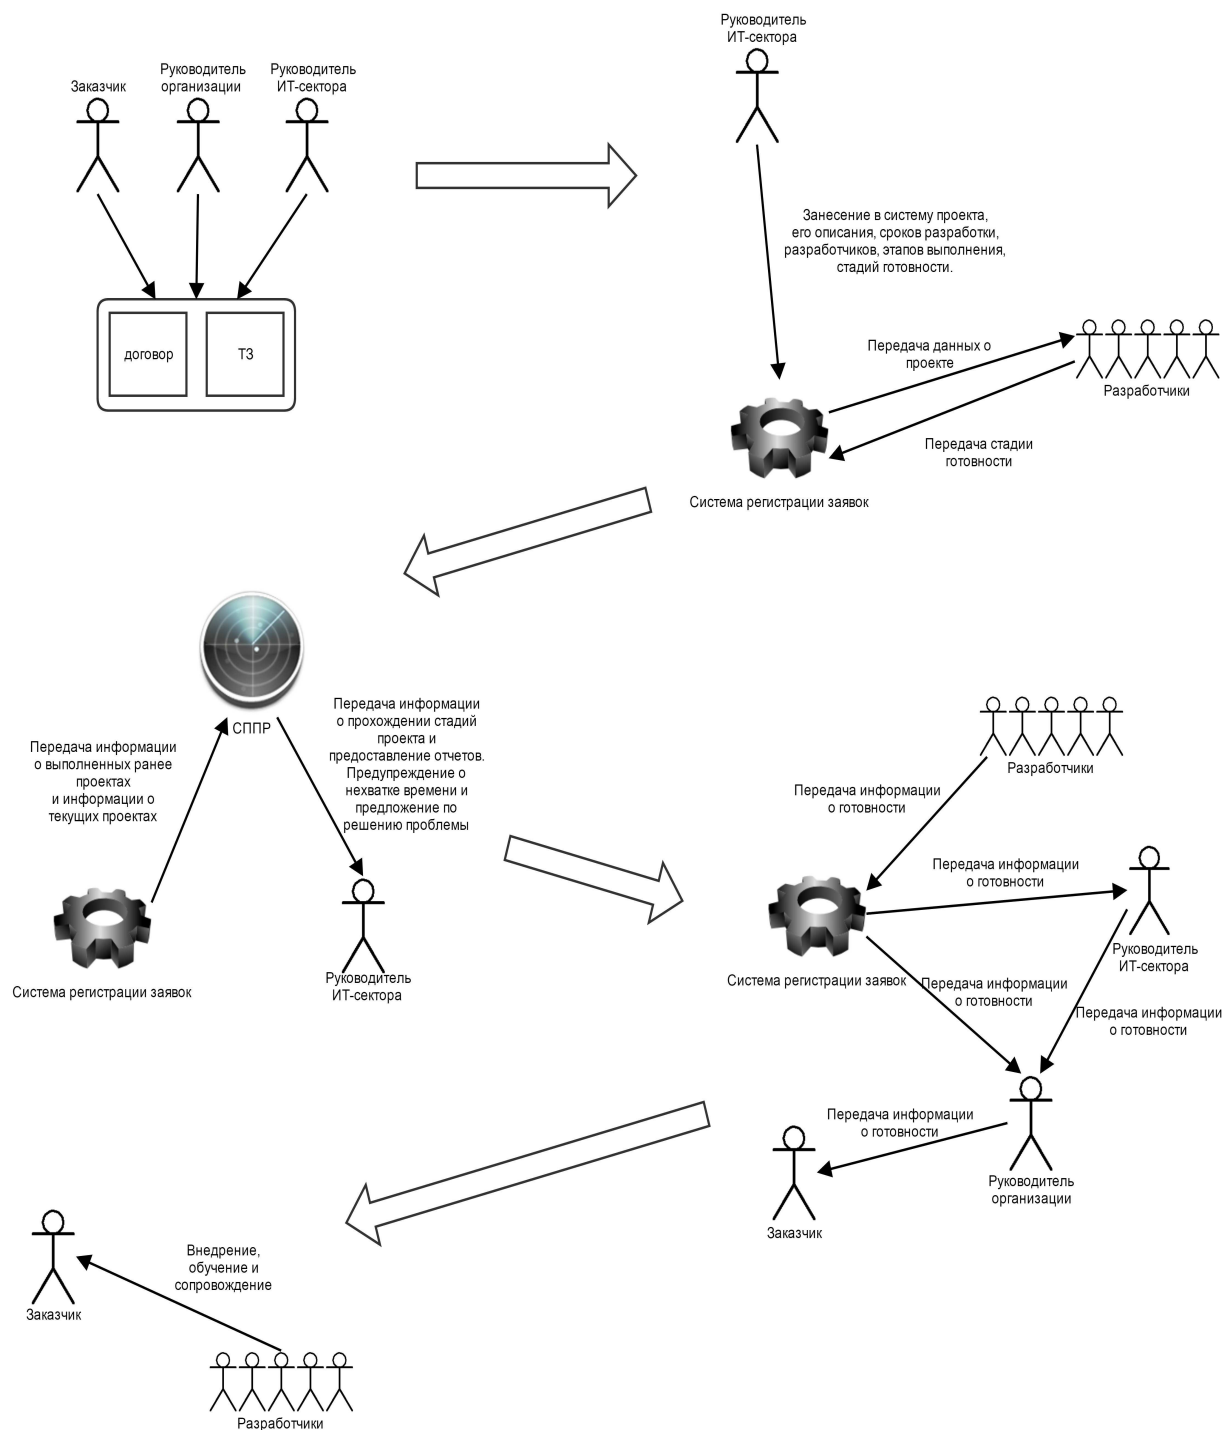 Заказчик
Руководитель
организации
Руководитель
ИТ-сектора
договор
ТЗ
Руководитель
ИТ-сектора
Занесение в систему проекта,
его описания, сроков разработки,
разработчиков, этапов выполнения,
стадий готовности.
Передача данных о
проекте
Разработчики
Передача стадии
готовности
Система регистрации заявок
СППР
Передача информации
о выполненных ранее
проектах
и информации о
текущих проектах
Передача информации
о прохождении стадий
проекта и
предоставление отчетов.
Предупреждение о
нехватке времени и
предложение по
решению проблемы
Система регистрации заявок
Руководитель
ИТ-сектора
Разработчики
Передача информации
о готовности
Передача информации
о готовности
Руководитель
ИТ-сектора
Система регистрации заявок
Передача информации
о готовности
Передача информации
о готовности
Передача информации
о готовности
Руководитель
организации
Заказчик
Внедрение,
обучение и
сопровождение
Заказчик
Разработчики